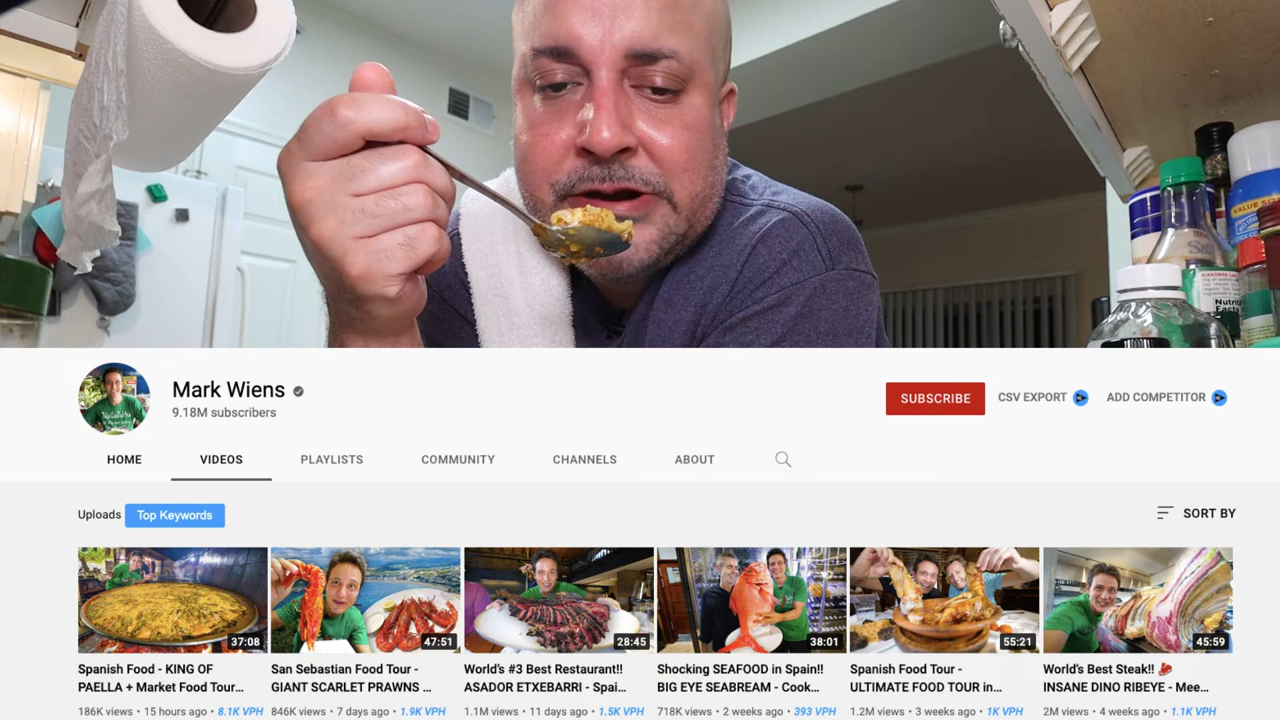 VALUE SIZE
Nutrit
Facts
Mark Wiens
9.18M subscribers
SUBSCRIBE
CSV EXPORT
ADD COMPETITOR
HOME
VIDEOS
PLAYLISTS
COMMUNITY
CHANNELS
ABOUT
Uploads
Top Keywords
SORT BY
37:08
47:51
28:45
38:01
55:21
45:59
Spanish Food - KING OF
PAELLA + Market Food Tour...
186K views • 15 hours ago • 8.1K VPH
San Sebastian Food Tour -
GIANT SCARLET PRAWNS ...
846K views • 7 days ago • 1.9K VPH
World's #3 Best Restaurant!!
ASADOR ETXEBARRI - Spai...
1.1M views • 11 days ago • 1.5K VPH
Shocking SEAFOOD in Spain!!
BIG EYE SEABREAM - Cook...
718K views • 2 weeks ago • 393 VPH
Spanish Food Tour -
ULTIMATE FOOD TOUR in...
1.2M views • 3 weeks ago • 1K VPH
World's Best Steak!! 🥩
INSANE DINO RIBEYE - Mee...
2M views • 4 weeks ago • 1.1K VPH